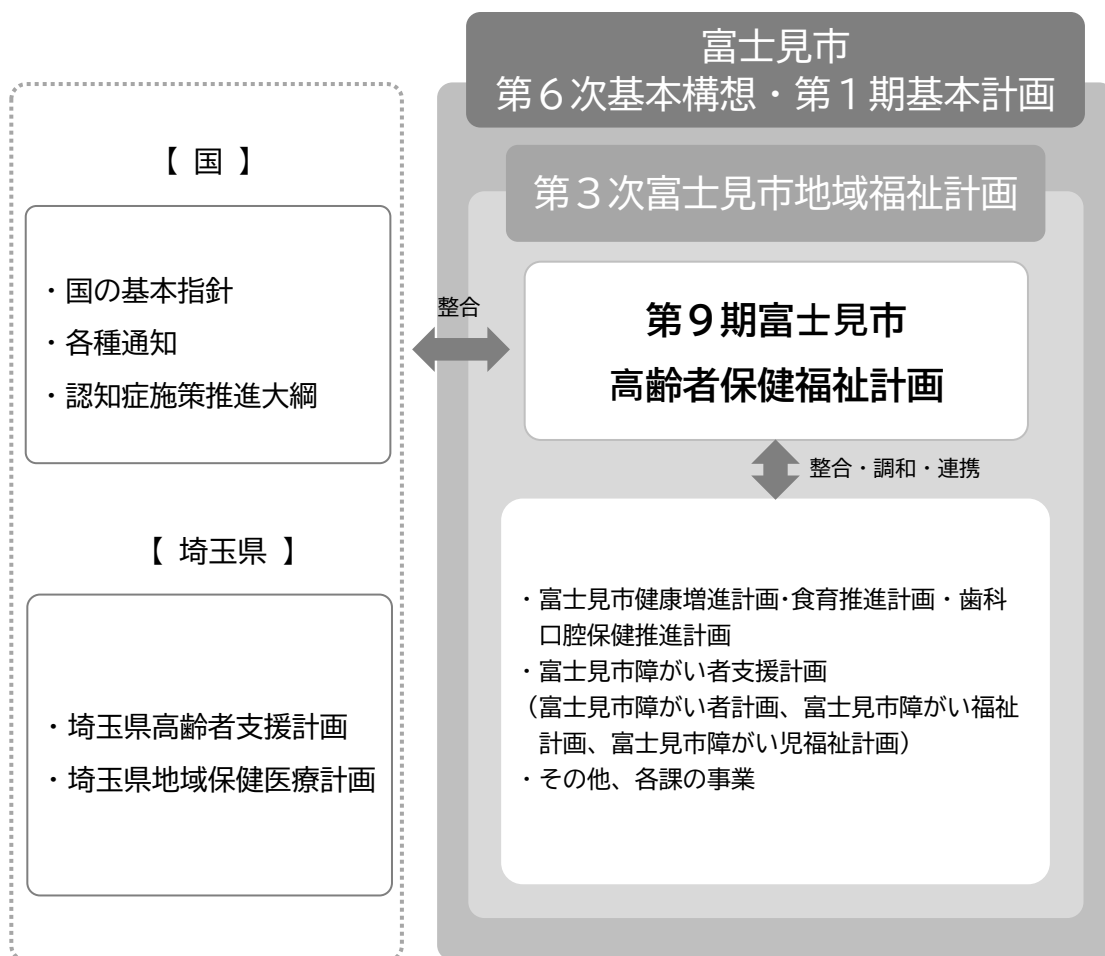 富士見市
第６次基本構想・第１期基本計画
第３次富士見市地域福祉計画
【 国 】
・国の基本指針
・各種通知
・認知症施策推進大綱
整合
第９期富士見市
高齢者保健福祉計画
整合・調和・連携
【 埼玉県 】
・埼玉県高齢者支援計画
・埼玉県地域保健医療計画
・富士見市健康増進計画・食育推進計画・歯科
口腔保健推進計画
・富士見市障がい者支援計画
（富士見市障がい者計画、富士見市障がい福祉
計画、富士見市障がい児福祉計画）
・その他、各課の事業